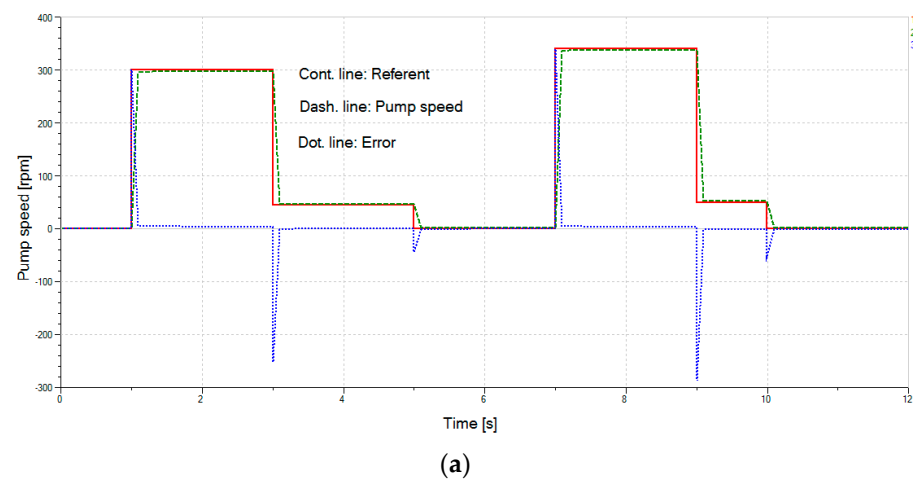 400
300
200
100
0
-100
-200
-300
Pump speed [rpm]
Cont. line: Referent
Dash. line: Pump speed
Dot. line: Error
0
2
4
6
8
10
12
Time [s]
(a)